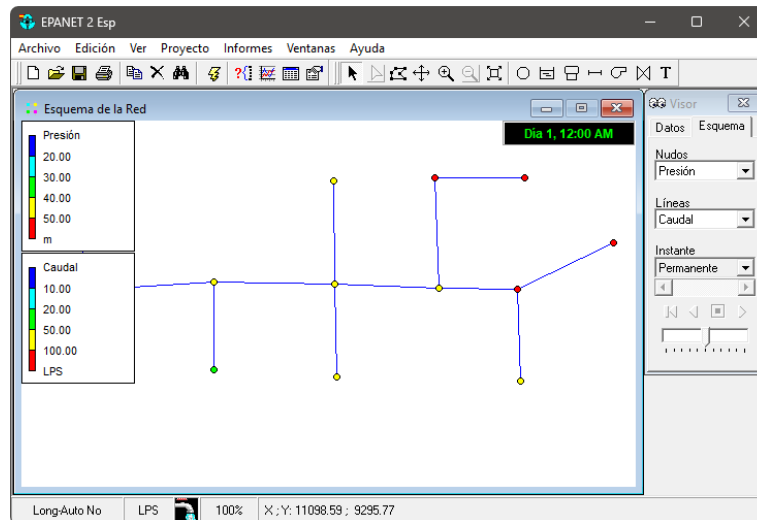 EPANET 2 Esp
Archivo Edición Ver Proyecto Informes Ventanas Ayuda
T
Esquema de la Red
Día 1, 12:00 AM
Presión
20.00
30.00
40.00
50.00
m
Caudal
10.00
20.00
50.00
100.00
LPS
Visor
Datos Esquema
Nudos
Presión
Líneas
Caudal
Instante
Permanente
Long-Auto No LPS 100% X ; Y: 11098.59 ; 9295.77